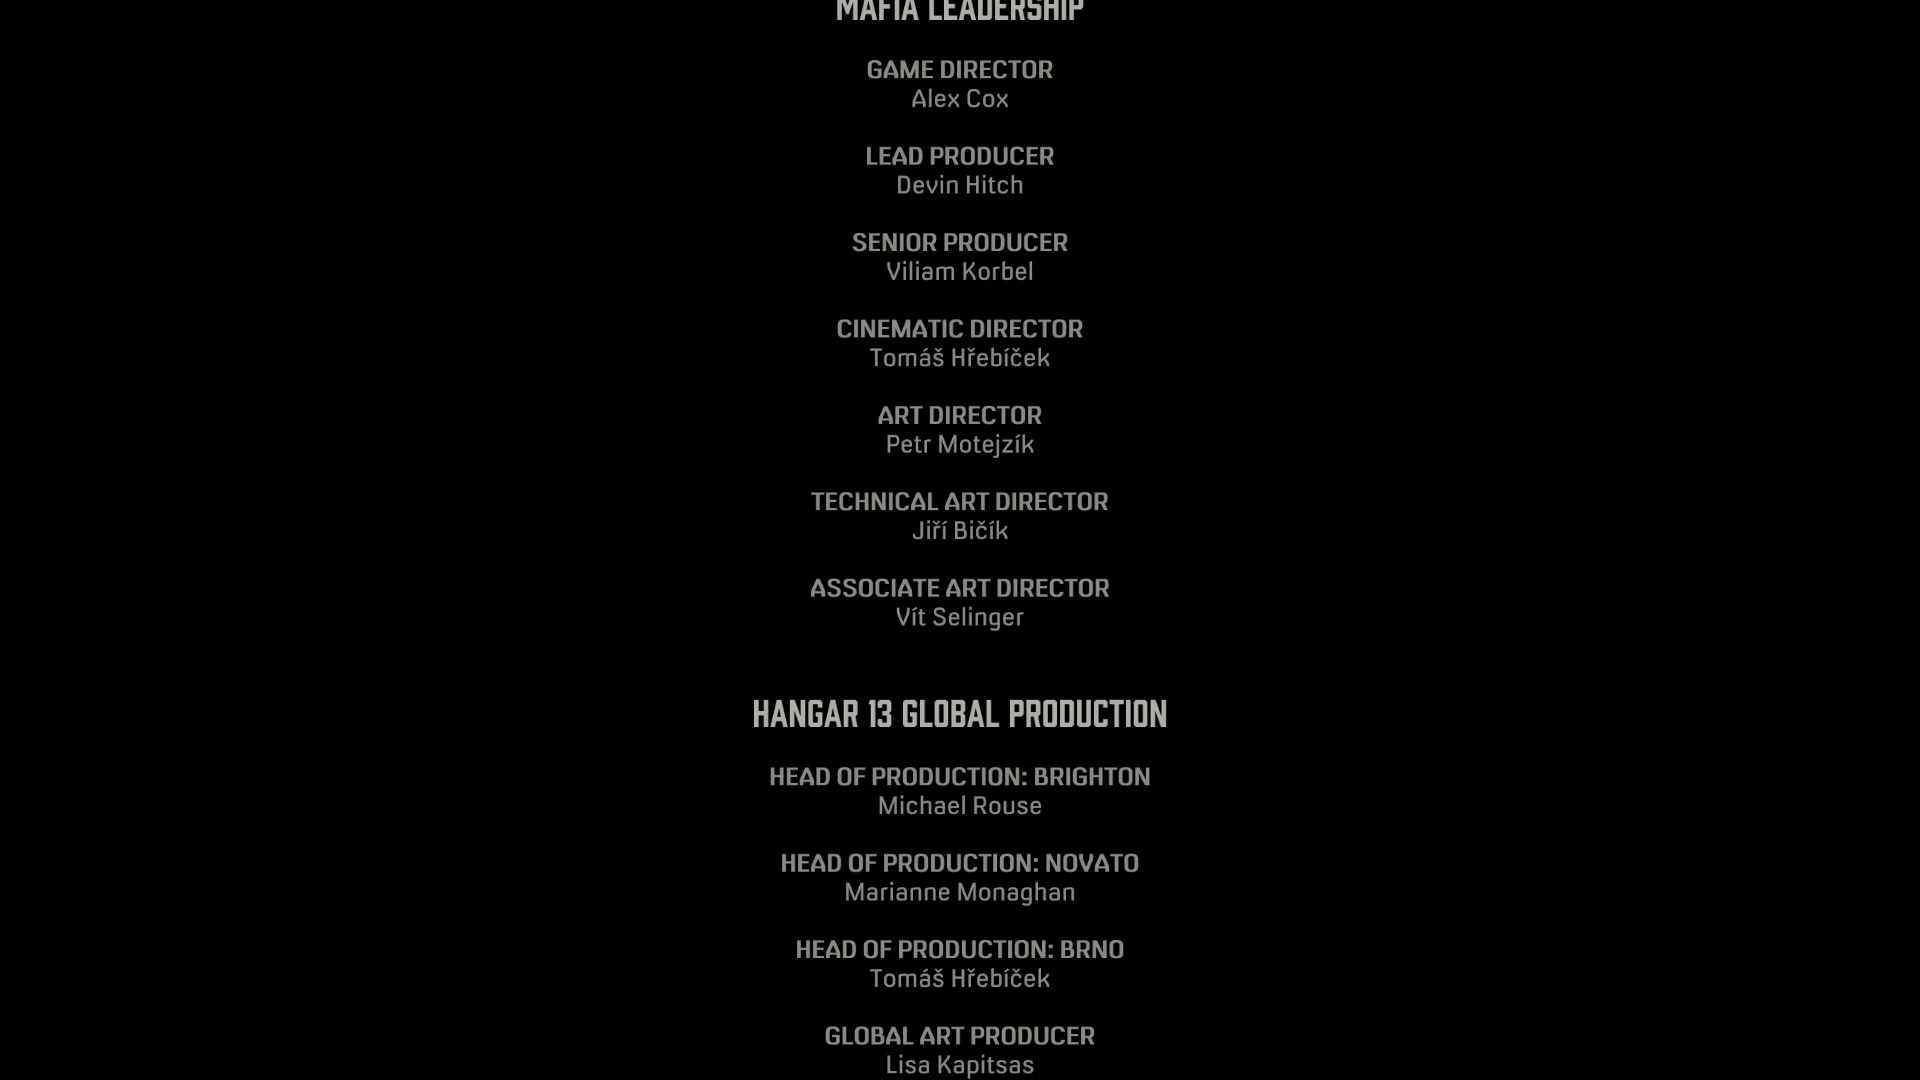 MAFIA LEADERSHIP
GAME DIRECTOR
Alex Cox
LEAD PRODUCER
Devin Hitch
SENIOR PRODUCER
Viliam Korbel
CINEMATIC DIRECTOR
Tomáš Hřebíček
ART DIRECTOR
Petr Motejzík
TECHNICAL ART DIRECTOR
Jiří Bičík
ASSOCIATE ART DIRECTOR
Vít Selinger
HANGAR 13 GLOBAL PRODUCTION
HEAD OF PRODUCTION: BRIGHTON
Michael Rouse
HEAD OF PRODUCTION: NOVATO
Marianne Monaghan
HEAD OF PRODUCTION: BRNO
Tomáš Hřebíček
GLOBAL ART PRODUCER
Lisa Kapitsas